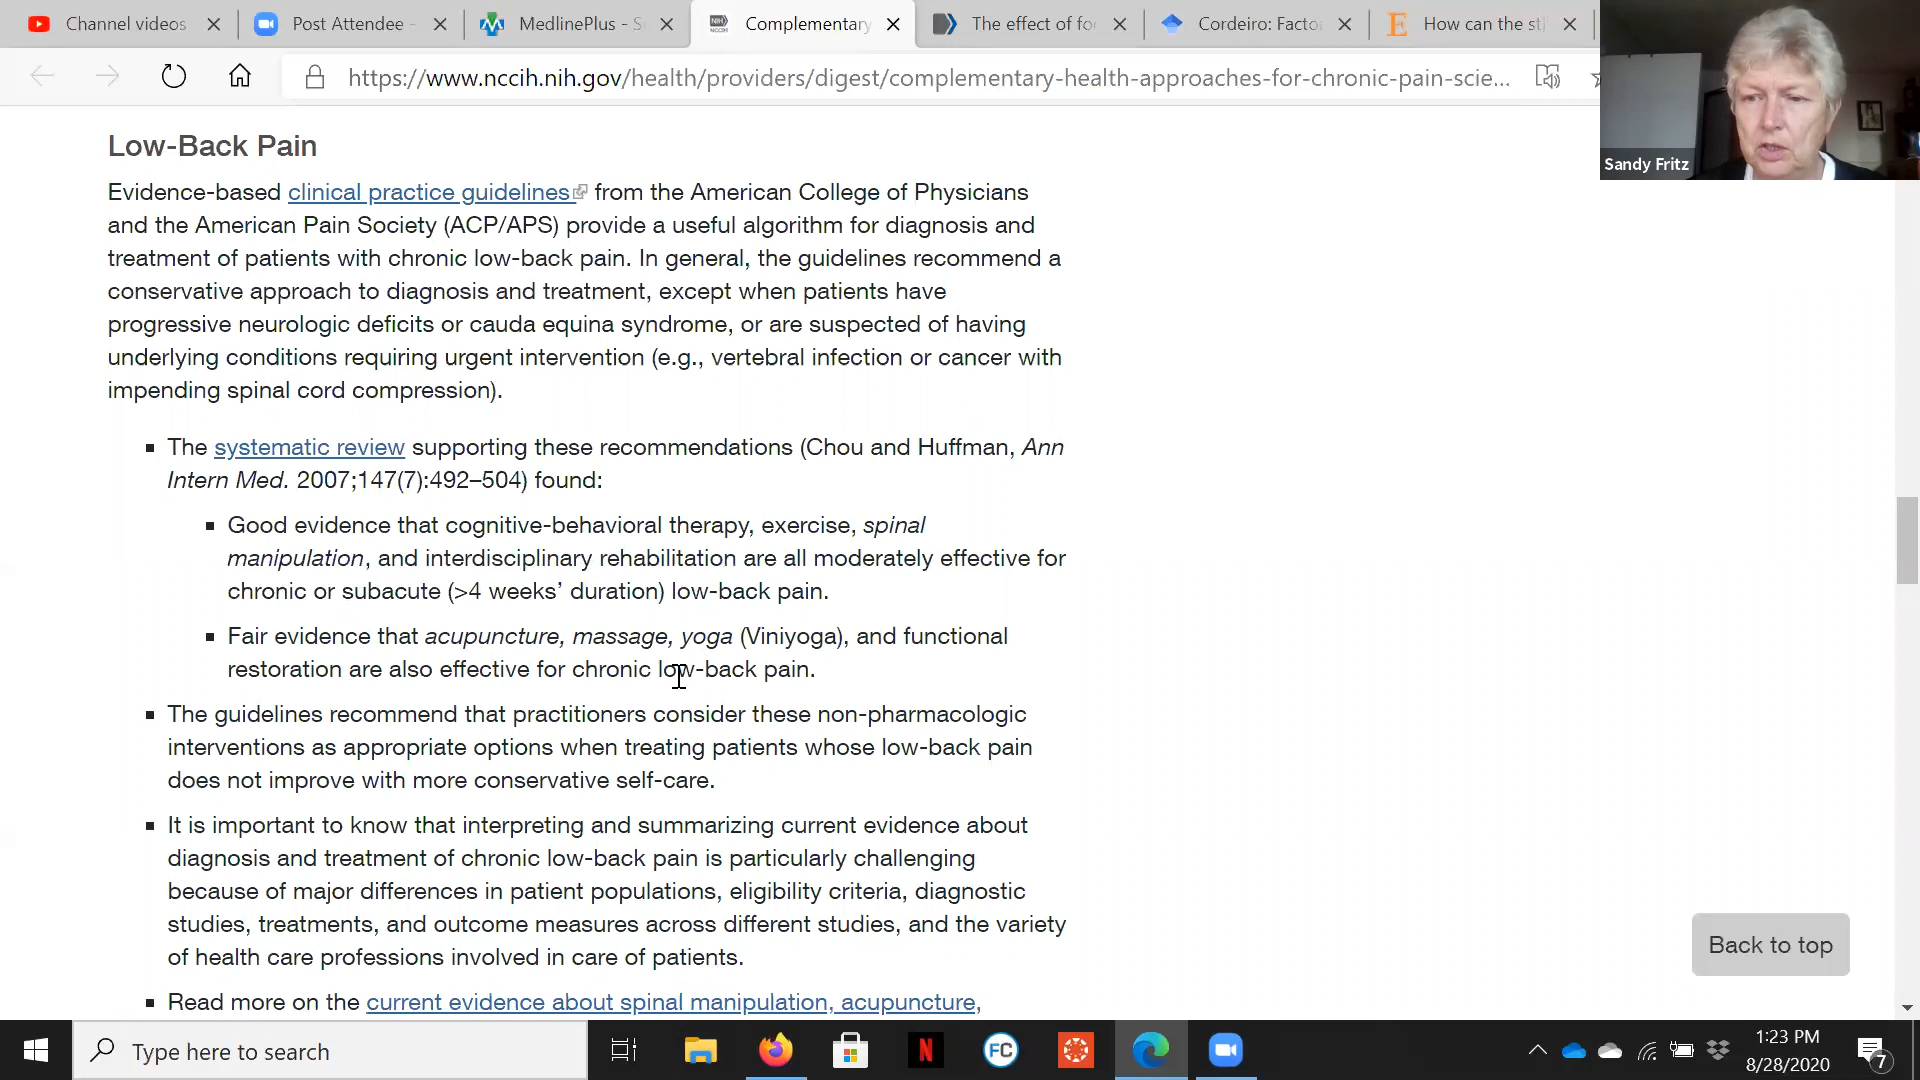 Channel videos
Post Attendee -
MedlinePlus - S
Complementary
The effect of fo
Cordeiro: Facto
How can the st
https://www.nccih.nih.gov/health/providers/digest/complementary-health-approaches-for-chronic-pain-scie...
Sandy Fritz
Low-Back Pain
Evidence-based clinical practice guidelines from the American College of Physicians
and the American Pain Society (ACP/APS) provide a useful algorithm for diagnosis and
treatment of patients with chronic low-back pain. In general, the guidelines recommend a
conservative approach to diagnosis and treatment, except when patients have
progressive neurologic deficits or cauda equina syndrome, or are suspected of having
underlying conditions requiring urgent intervention (e.g., vertebral infection or cancer with
impending spinal cord compression).
The systematic review supporting these recommendations (Chou and Huffman, Ann
Intern Med. 2007;147(7):492–504) found:
Good evidence that cognitive-behavioral therapy, exercise, spinal
manipulation, and interdisciplinary rehabilitation are all moderately effective for
chronic or subacute (>4 weeks’ duration) low-back pain.
Fair evidence that acupuncture, massage, yoga (Viniyoga), and functional
restoration are also effective for chronic low-back pain.
The guidelines recommend that practitioners consider these non-pharmacologic
interventions as appropriate options when treating patients whose low-back pain
does not improve with more conservative self-care.
It is important to know that interpreting and summarizing current evidence about
diagnosis and treatment of chronic low-back pain is particularly challenging
because of major differences in patient populations, eligibility criteria, diagnostic
studies, treatments, and outcome measures across different studies, and the variety
of health care professions involved in care of patients.
Read more on the current evidence about spinal manipulation, acupuncture,
Back to top
Type here to search
N
FC
1:23 PM
8/28/2020
7